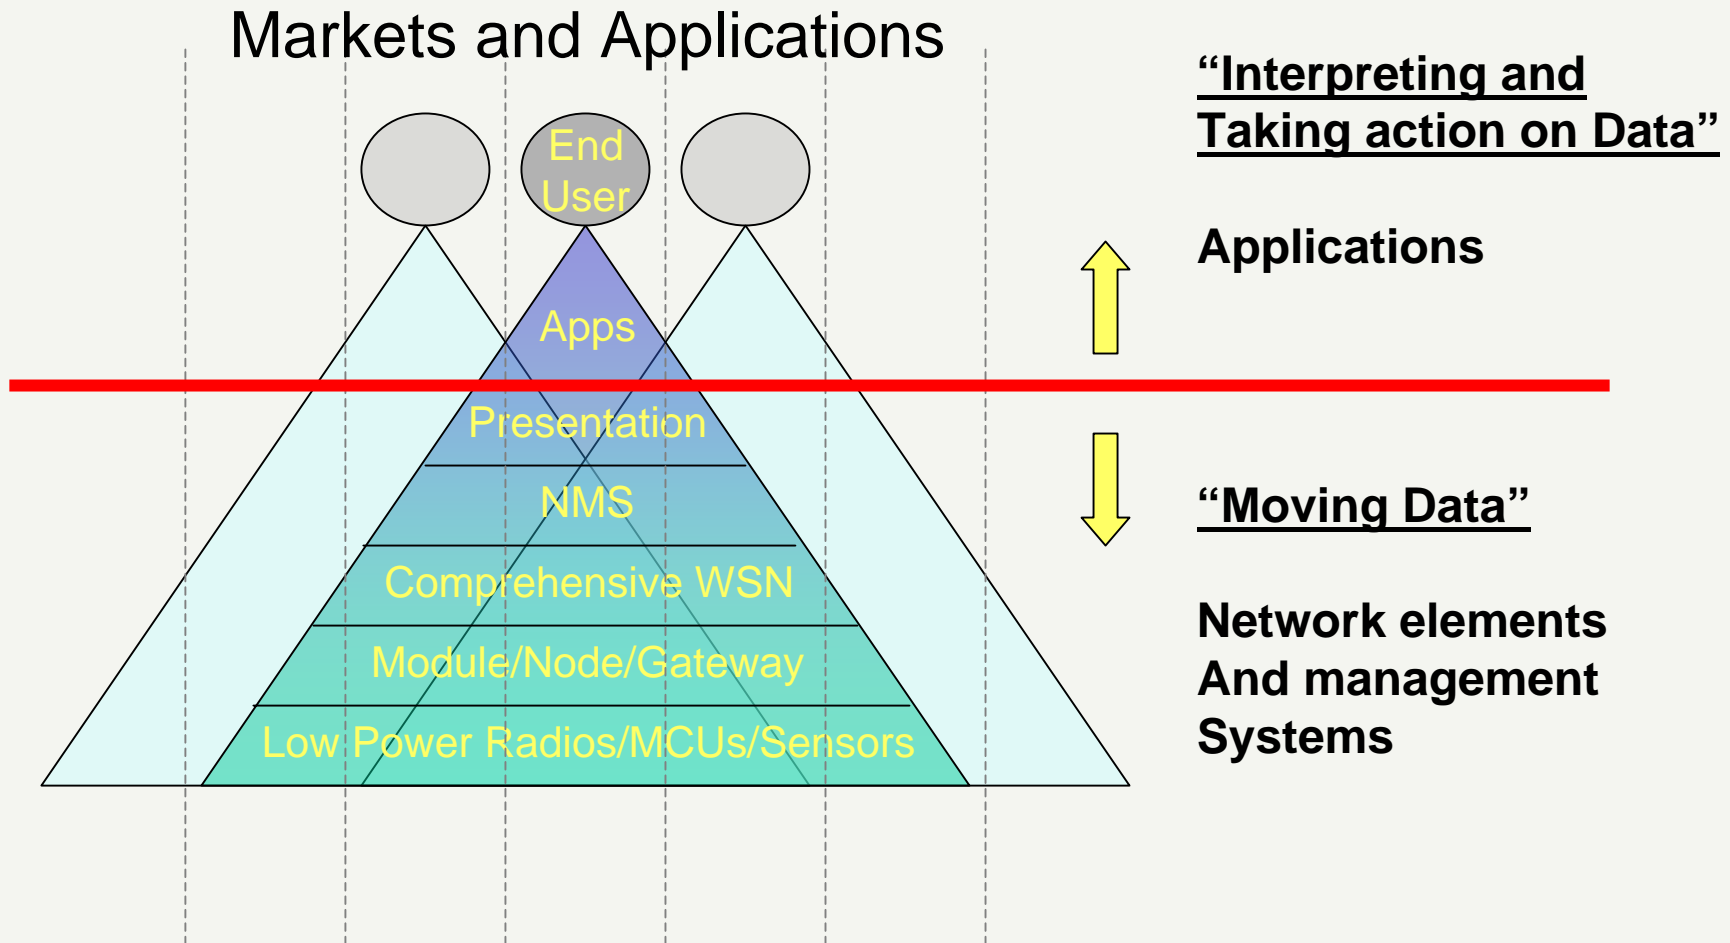 Markets and Applications
End
User
Apps
Presentation
NMS
Comprehensive WSN
Module/Node/Gateway
Low Power Radios/MCUs/Sensors
“Interpreting and
Taking action on Data”
Applications
“Moving Data”
Network elements
And management
Systems